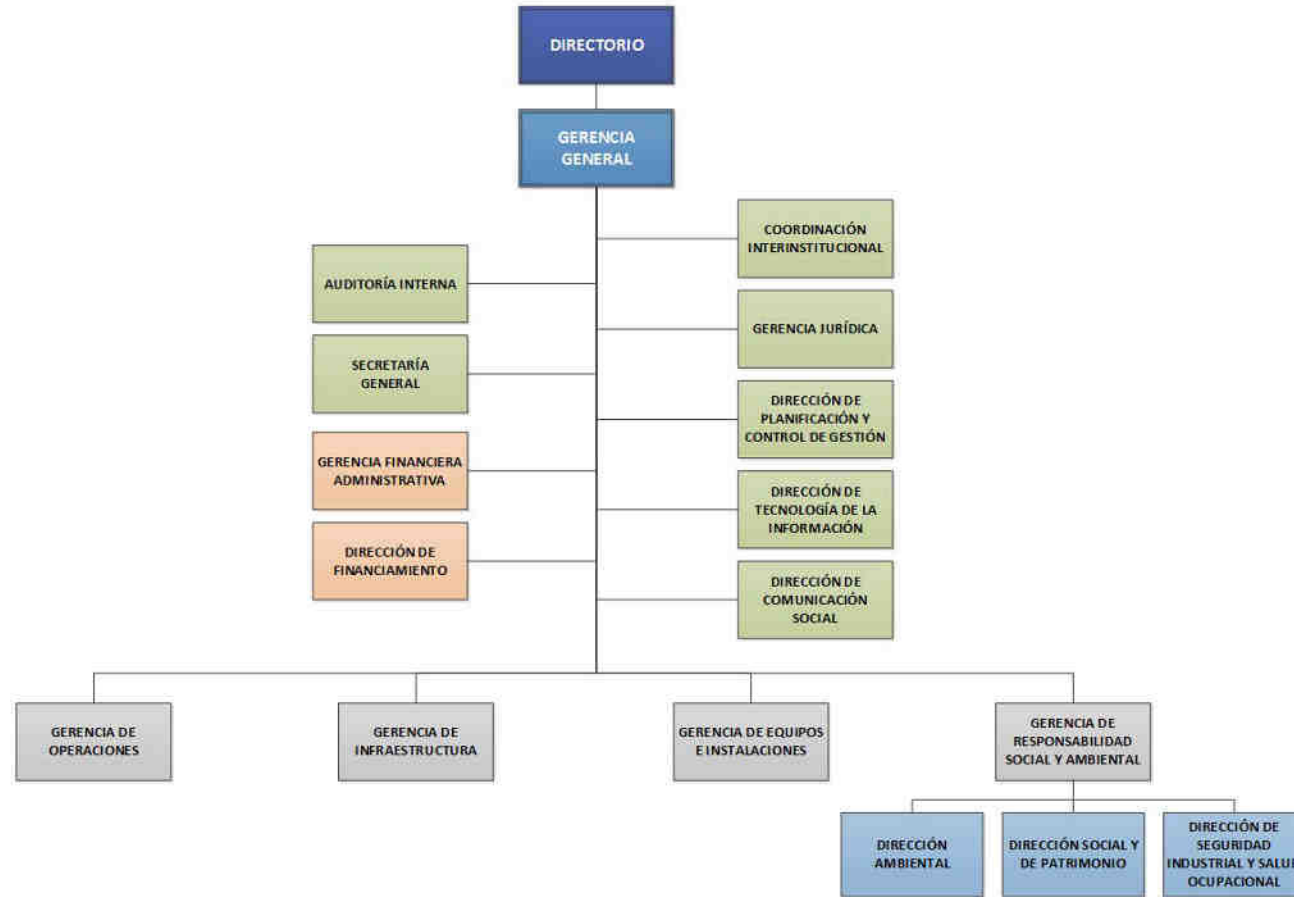 DIRECTORIO
GERENCIA
GENERAL
COORDINACIÓN
INTERINSTITUCIONAL
AUDITORÍA INTERNA
GERENCIA JURÍDICA
SECRETARÍA
GENERAL
DIRECCIÓN DE
PLANIFICACIÓN Y
CONTROL DE GESTIÓN
GERENCIA FINANCIERA
ADMINISTRATIVA
DIRECCIÓN DE
TECNOLOGÍA DE LA
INFORMACIÓN
DIRECCIÓN DE
FINANCIAMIENTO
DIRECCIÓN DE
COMUNICACIÓN
SOCIAL
GERENCIA DE
OPERACIONES
GERENCIA DE
INFRAESTRUCTURA
GERENCIA DE EQUIPOS
E INSTALACIONES
GERENCIA DE
RESPONSABILIDAD
SOCIAL Y AMBIENTAL
DIRECCIÓN
AMBIENTAL
DIRECCIÓN SOCIAL Y
DE PATRIMONIO
DIRECCIÓN DE
SEGURIDAD
INDUSTRIAL Y SALUD
OCUPACIONAL